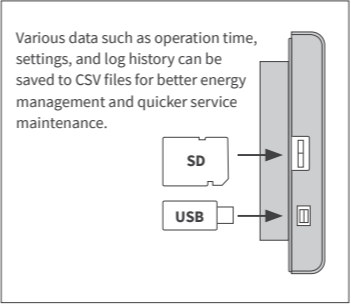 Various data such as operation time,
settings, and log history can be
saved to CSV files for better energy
management and quicker service
maintenance.
SD
USB